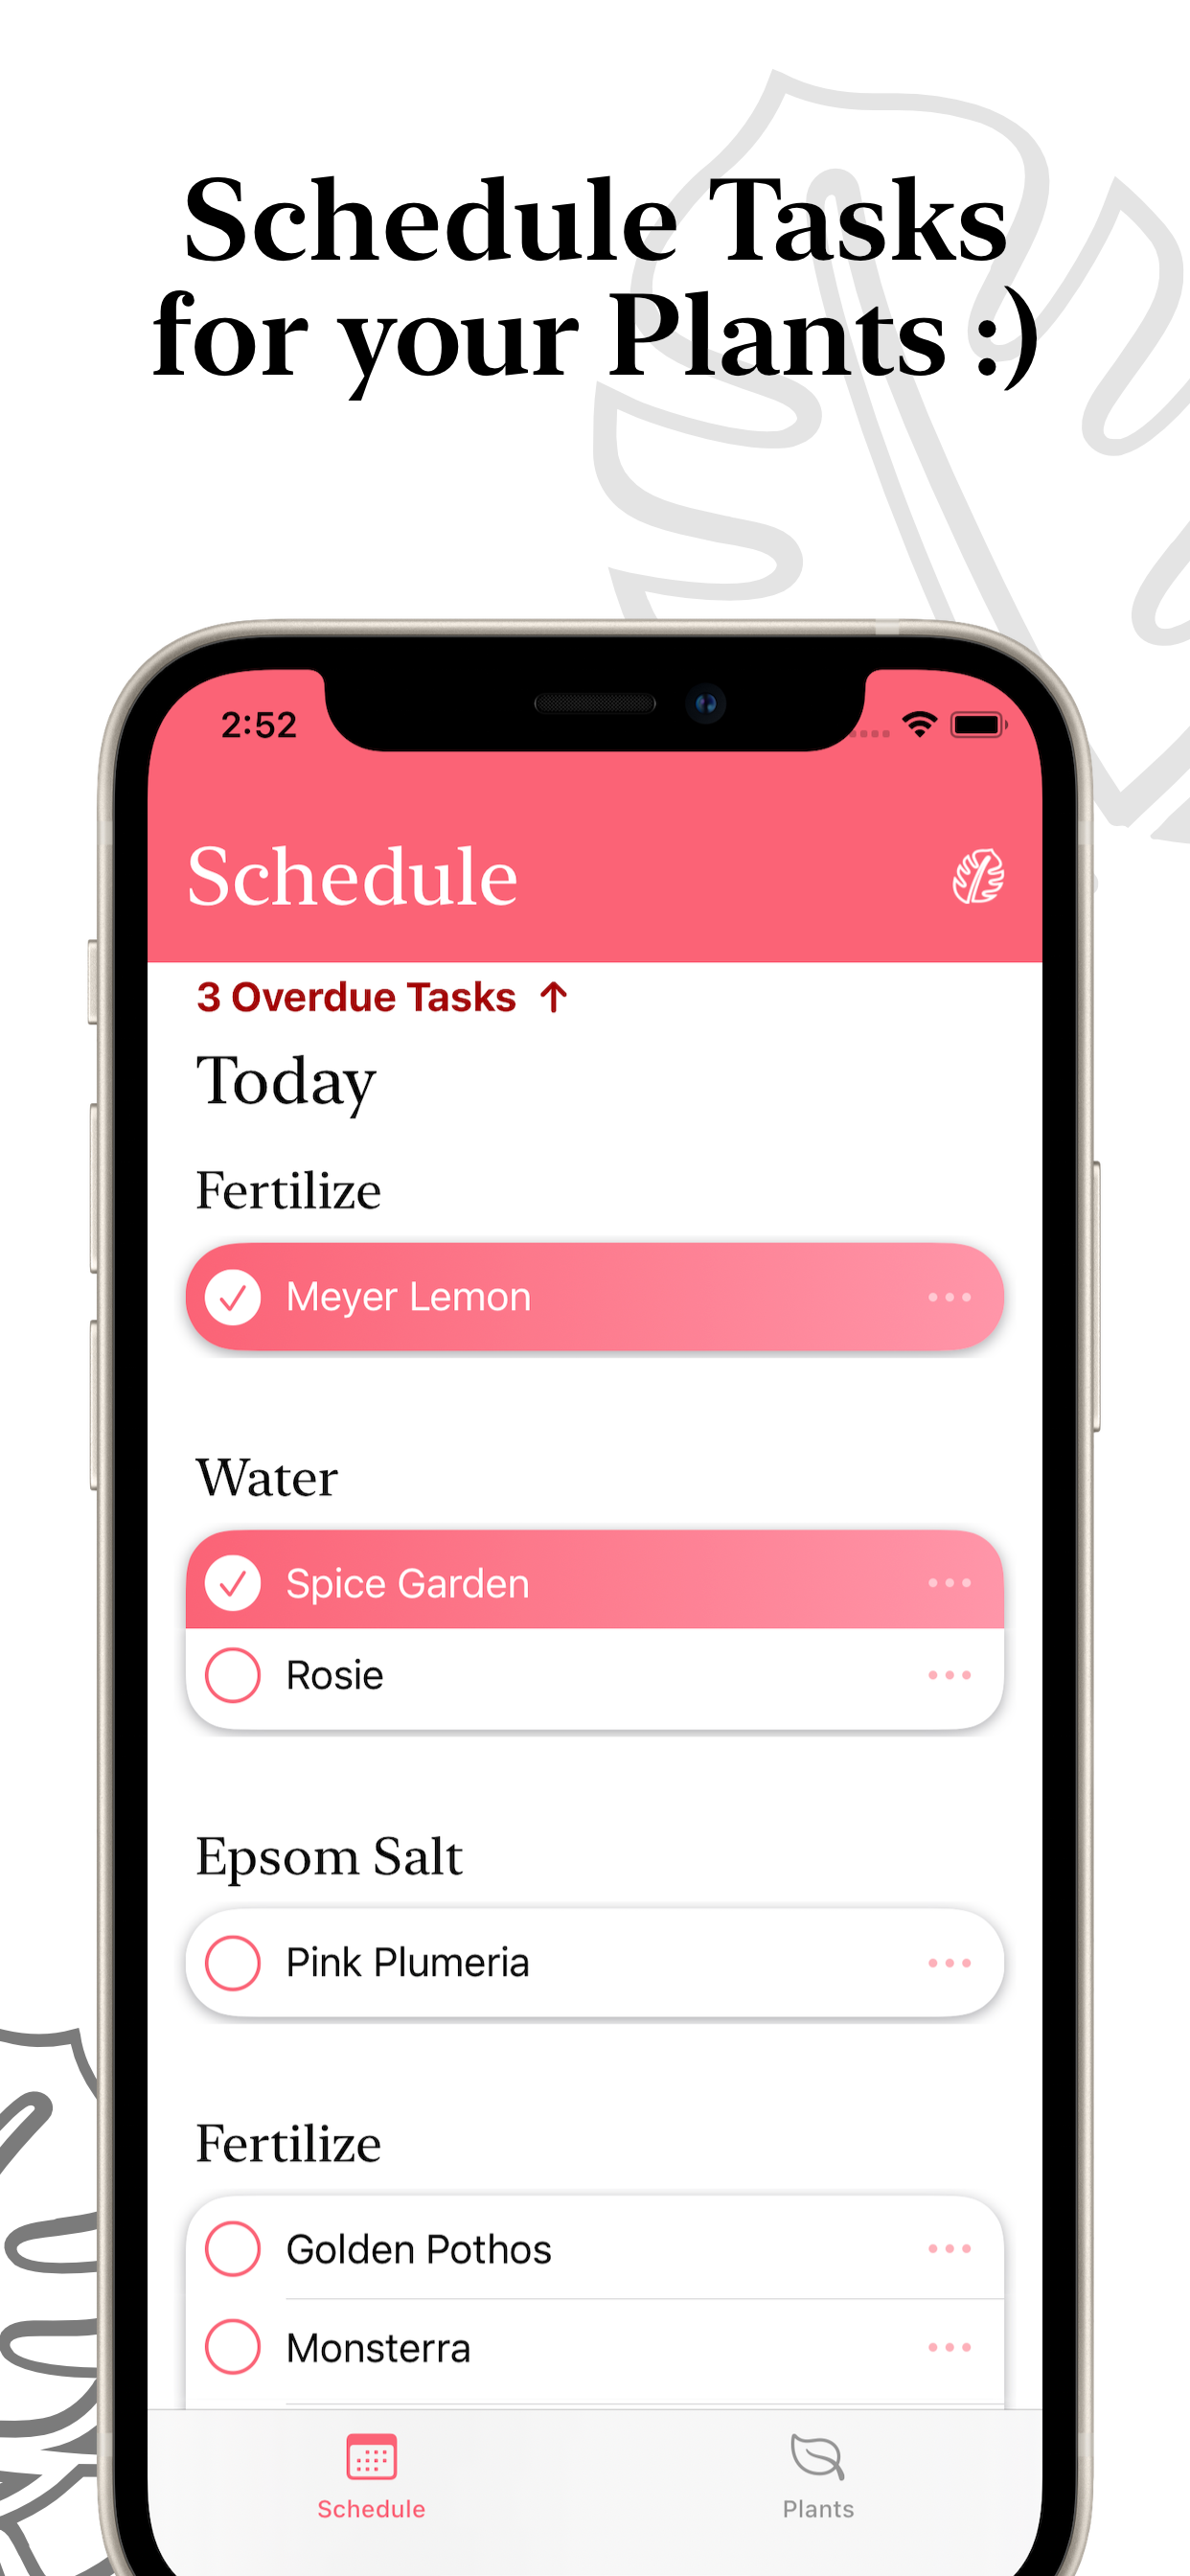 Schedule Tasks
for your Plants :)
2:52
Schedule
3 Overdue Tasks ↑
Today
Fertilize
Meyer Lemon
Water
Spice Garden
Rosie
Epsom Salt
Pink Plumeria
Fertilize
Golden Pothos
Monsterra
Schedule
Plants